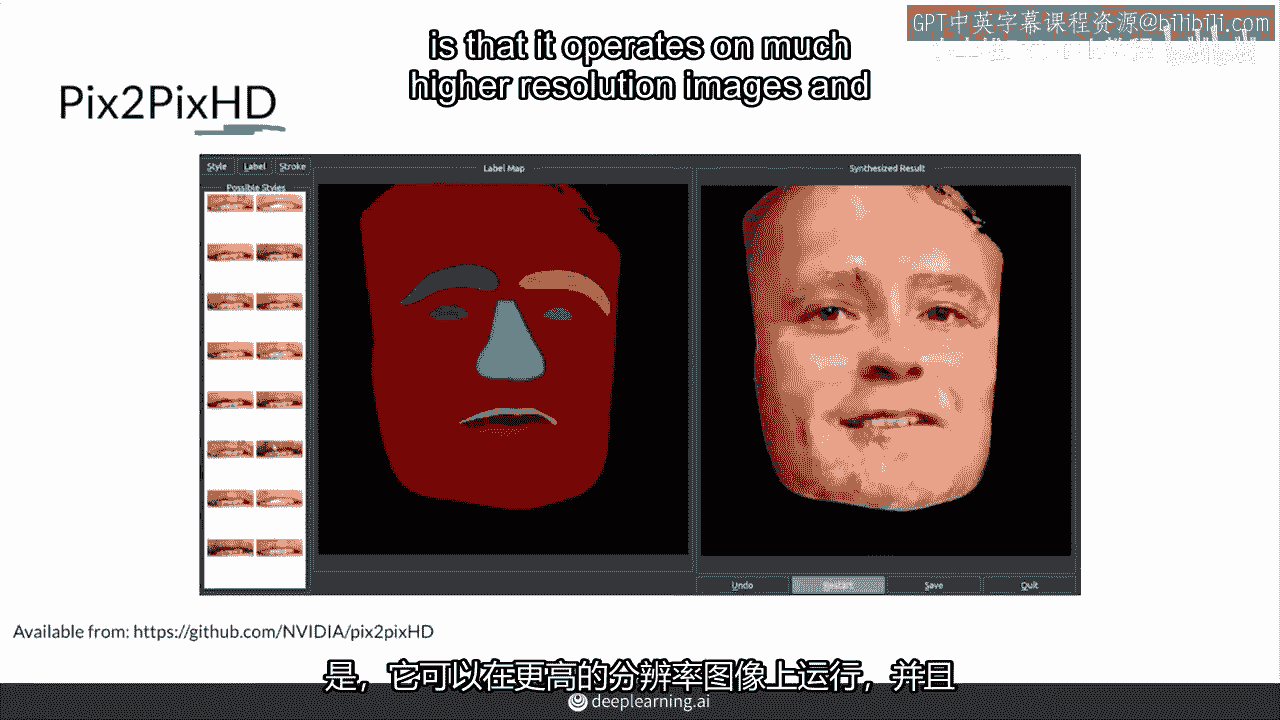 GPT中英字幕课程资源@bilibili.com
is that it operates on much
higher resolution images and
Pix2PixHD
Style Label Stroke
Label Map
Synthesized Result
Possible Styles
Undo
Restart
Save
Quit
Available from: https://github.com/NVIDIA/pix2pixHD
是，它可以在更高的分辨率图像上运行，并且
deeplearning.ai